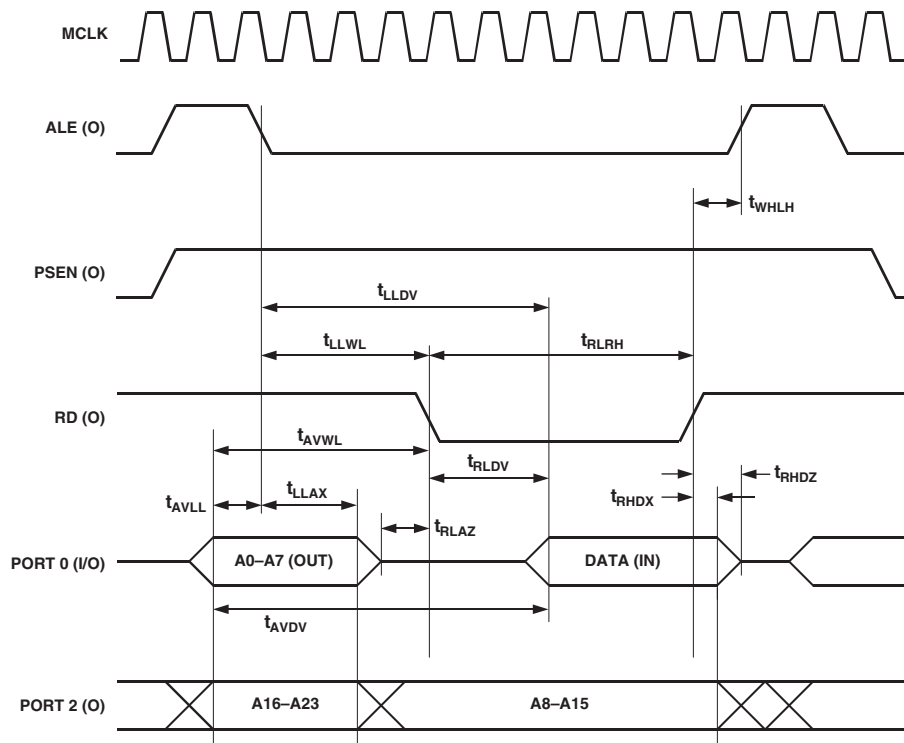 MCLK
ALE (O)
tWHLH
PSEN (O)
tLLDV
tLLWL
tRLRH
RD (O)
tAVWL
tRLDV
tRHDZ
tAVLL
tLLAX
tRHDX
tRLAZ
PORT 0 (I/O)
A0–A7 (OUT)
DATA (IN)
tAVDV
PORT 2 (O)
A16–A23
A8–A15